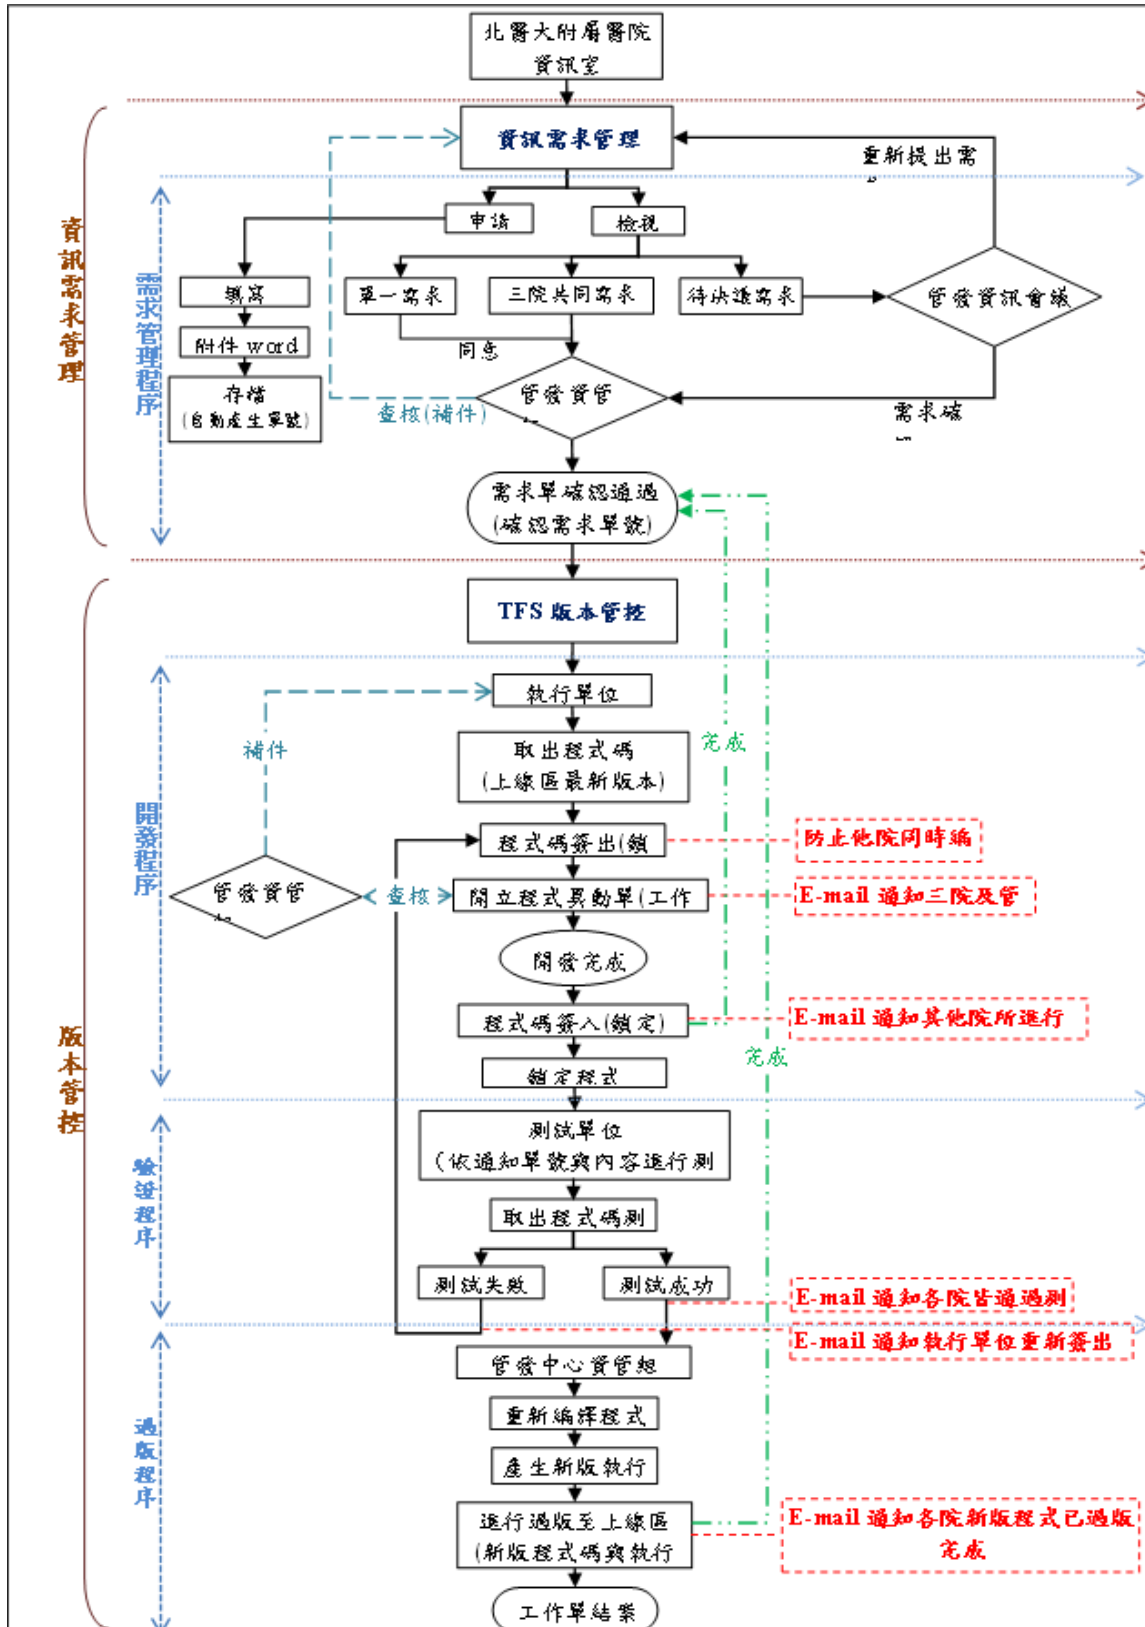 北醫大附屬醫院
資訊室
資訊需求管理
重新提出需
申請
檢視
填寫
單一需求
三院共同需求
待決議需求
管發資訊會議
附件 word
同意
存檔
(自動產生單號)
管發資管
查核(補件)
需求確
需求單確認通過
(確認需求單號)
資訊需求管理
需求管理程序
TFS 版本管控
執行單位
補件
取出程式碼
(上線區最新版本)
完成
程式碼簽出(鎖
防止他院同時編
管發資管
查核
開立程式異動單(工作
E-mail 通知三院及管
開發完成
程式碼簽入(鎖定)
E-mail 通知其他院所進行
完成
鎖定程式
開發程序
版本管控
測試單位
(依通知單號與內容進行測
取出程式碼測
測試失敗
測試成功
E-mail 通知各院皆通過測
E-mail 通知執行單位重新簽出
驗證程序
管發中心資管組
重新編譯程式
產生新版執行
進行過版至上線區
(新版程式碼與執行
E-mail 通知各院新版程式已過版
完成
工作單結案
過版程序